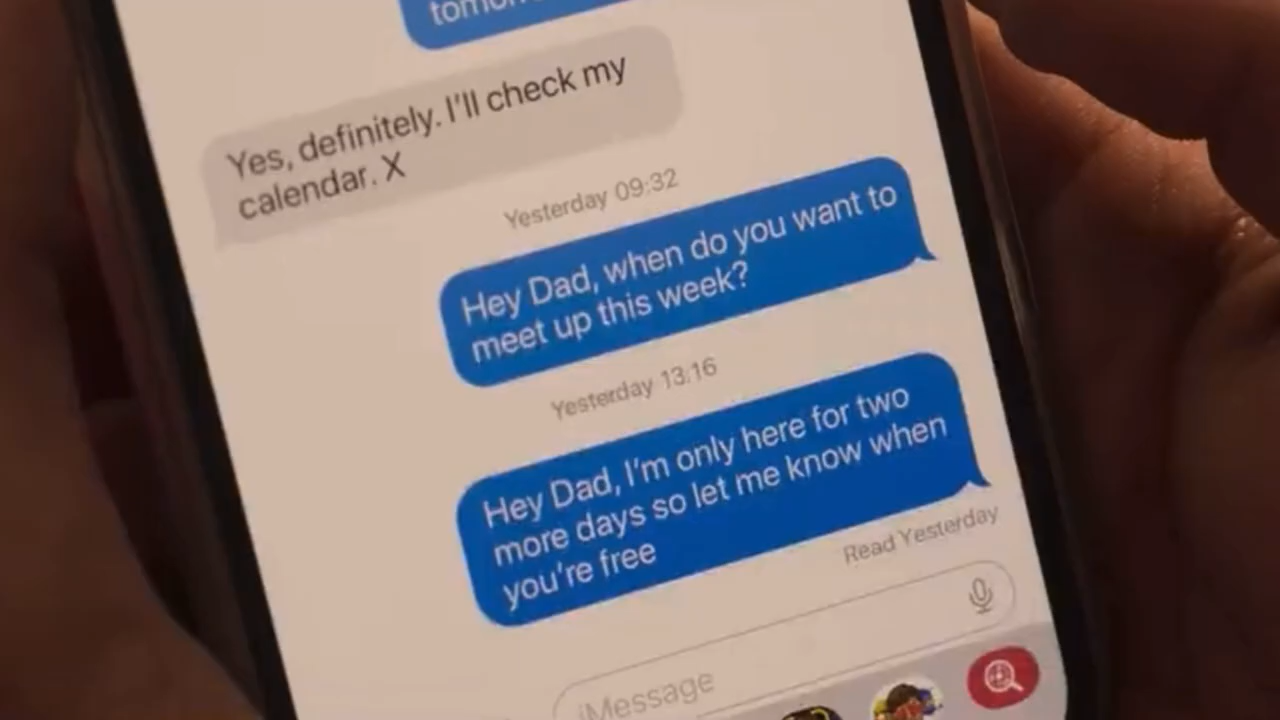 Yes, definitely. I'll check my
calendar. X
Yesterday 09:32
Hey Dad, when do you want to
meet up this week?
Yesterday 13:16
Hey Dad, I'm only here for two
more days so let me know when
you're free
Read Yesterday
iMessage